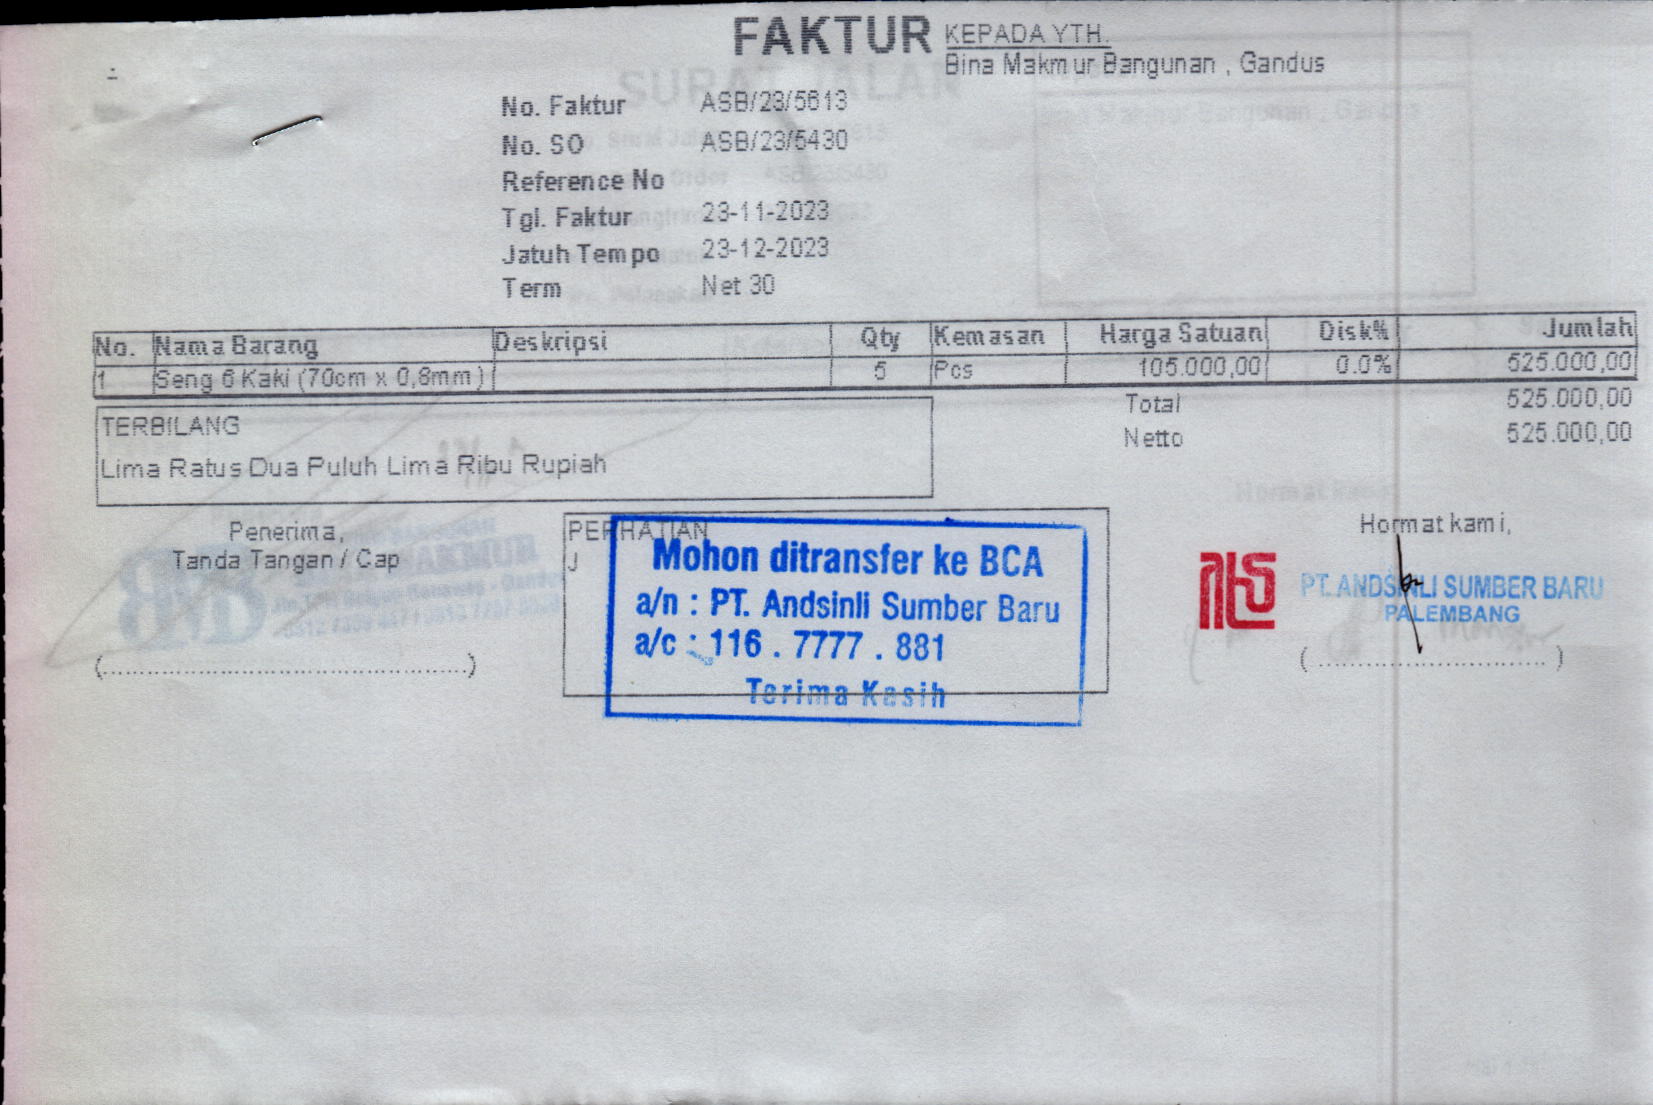 FAKTUR
KEPADA YTH.
Bina Makmur Bangunan , Gandus
No. Faktur ASB/23/5613
No. SO ASB/23/5430
Reference No
Tgl. Faktur 23-11-2023
Jatuh Tempo 23-12-2023
Term Net 30
No. Nama Barang Deskripsi Qty Kemasan Harga Satuan Disk% Jumlah
1 Seng 6 Kaki (70cm x 0,8mm) 5 Pcs 105.000,00 0.0% 525.000,00
Total 525.000,00
Netto 525.000,00
TERBILANG
Lima Ratus Dua Puluh Lima Ribu Rupiah
Penerima,
Tanda Tangan / Cap
(.......................................)
PERHATIAN
J
Mohon ditransfer ke BCA
a/n : PT. Andsinli Sumber Baru
a/c : 116 . 7777 . 881
Terima Kasih
Hormat kami,
PT. ANDSINLI SUMBER BARU
PALEMBANG
( .............................. )
SURAT JALAN